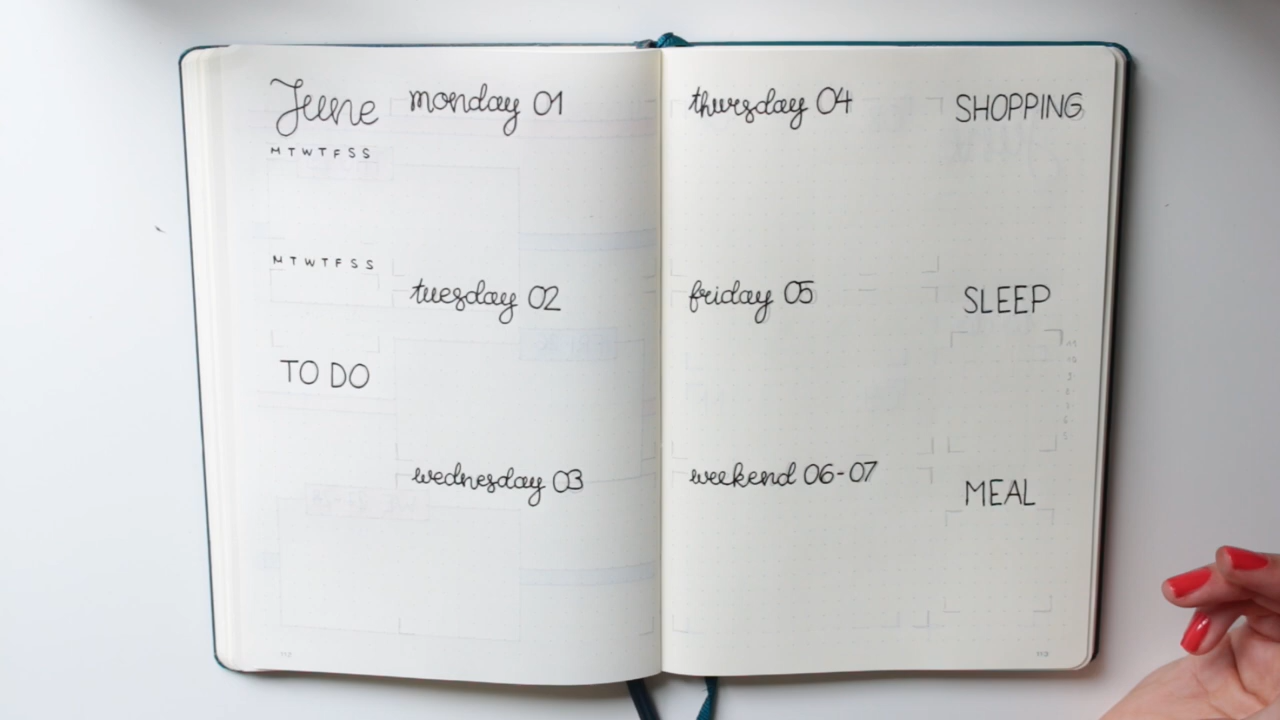 June
M T W T F S S
M T W T F S S
TO DO
monday 01
tuesday 02
wednesday 03
thursday 04
friday 05
weekend 06-07
SHOPPING
SLEEP
MEAL